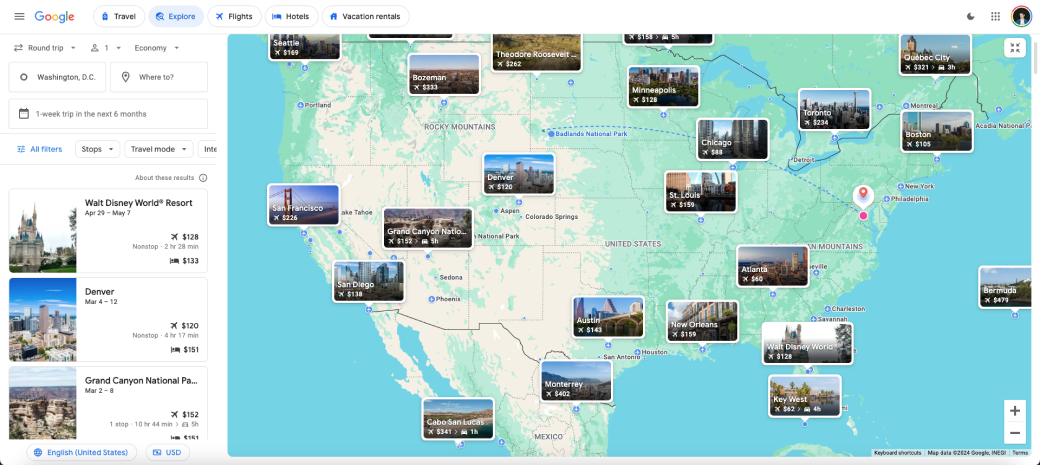 Google
Travel
Explore
Flights
Hotels
Vacation rentals
Round trip
1
Economy
Washington, D.C.
Where to?
1-week trip in the next 6 months
All filters
Stops
Travel mode
Inte
About these results
Walt Disney World® Resort
Apr 29 – May 7
$128
Nonstop · 2 hr 28 min
$133
Denver
Mar 4 – 12
$120
Nonstop · 4 hr 17 min
$151
Grand Canyon National Pa...
Mar 2 – 8
$152
1 stop · 10 hr 44 min > 5h
$151
English (United States)
USD
Seattle
$169
Theodore Roosevelt ...
$262
$158 > 5h
Québec City
$321 > 3h
Bozeman
$333
Minneapolis
$128
Portland
Toronto
$234
Montreal
Boston
$105
Acadia National P
ROCKY MOUNTAINS
Badlands National Park
Chicago
$88
Detroit
Denver
$120
St. Louis
$159
New York
Philadelphia
San Francisco
$226
ake Tahoe
Aspen
Colorado Springs
Grand Canyon Natio...
$152 > 5h
National Park
UNITED STATES
AN MOUNTAINS
San Diego
$138
Sedona
Phoenix
Atlanta
$60
eville
Bermuda
$479
Austin
$143
New Orleans
$159
Charleston
Savannah
Walt Disney World
$128
San Antonio
Houston
Monterrey
$402
Key West
$62 > 4h
mi
Cabo San Lucas
$341 > 1h
MEXICO
Keyboard shortcuts
Map data ©2024 Google, INEGI
Terms